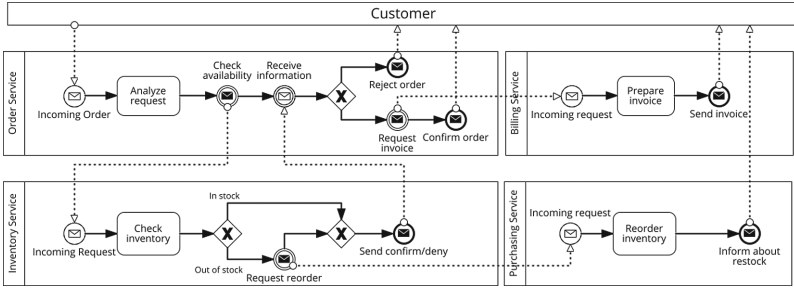 Customer
Order Service
Incoming Order
Analyze
request
Check
availability
Receive
information
X
Reject order
Request
invoice
Confirm order
Billing Service
Incoming request
Prepare
invoice
Send invoice
Inventory Service
Incoming Request
Check
inventory
In stock
X
Out of stock
Request reorder
X
Send confirm/deny
Purchasing Service
Incoming request
Reorder
inventory
Inform about
restock